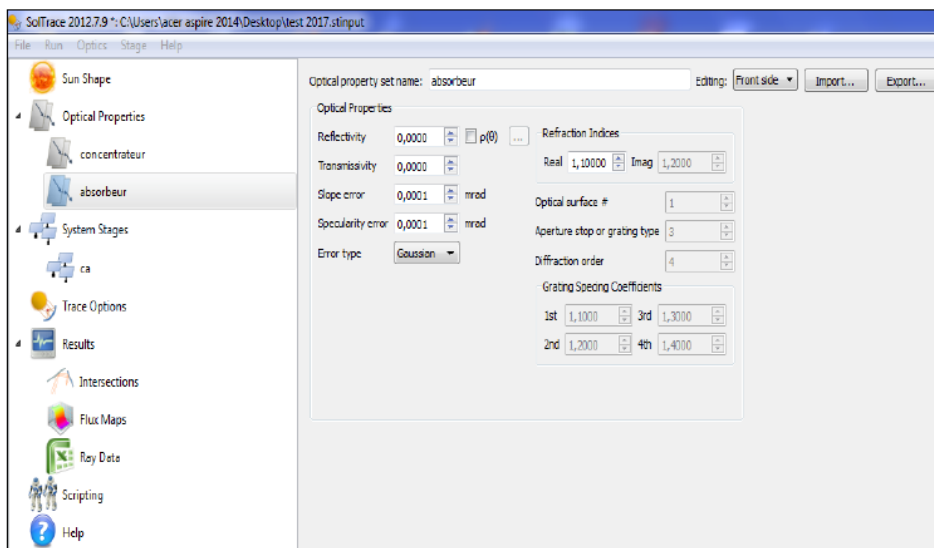 SolTrace 2012.7.9 *: C:\Users\acer aspire 2014\Desktop\test 2017.stinput
File Run Optics Stage Help
Sun Shape
Optical Properties
concentrateur
absorbeur
System Stages
ca
Trace Options
Results
Intersections
Flux Maps
Ray Data
Scripting
Help
Optical property set name: absorbeur Editing: Front side Import... Export...
Optical Properties
Reflectivity 0,0000 ρ(θ) ...
Transmissivity 0,0000
Slope error 0,0001 mrad
Specularity error 0,0001 mrad
Error type Gaussian
Refraction Indices
Real 1,10000 Imag 1,2000
Optical surface # 1
Aperture stop or grating type 3
Diffraction order 4
Grating Spacing Coefficients
1st 1,1000 3rd 1,3000
2nd 1,2000 4th 1,4000